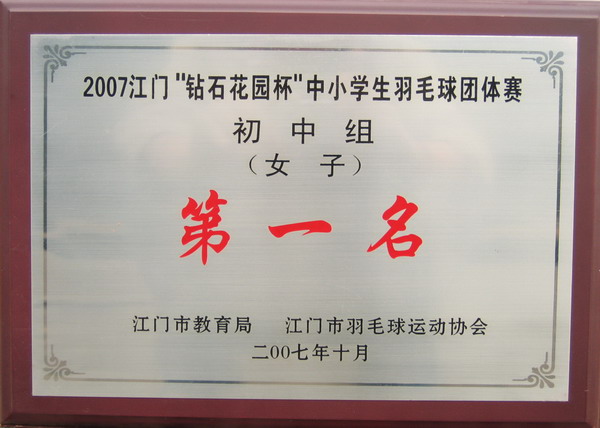 2007江门"钻石花园杯"中小学生羽毛球团体赛
初中组
（女子）
第一名
江门市教育局 江门市羽毛球运动协会
二00七年十月